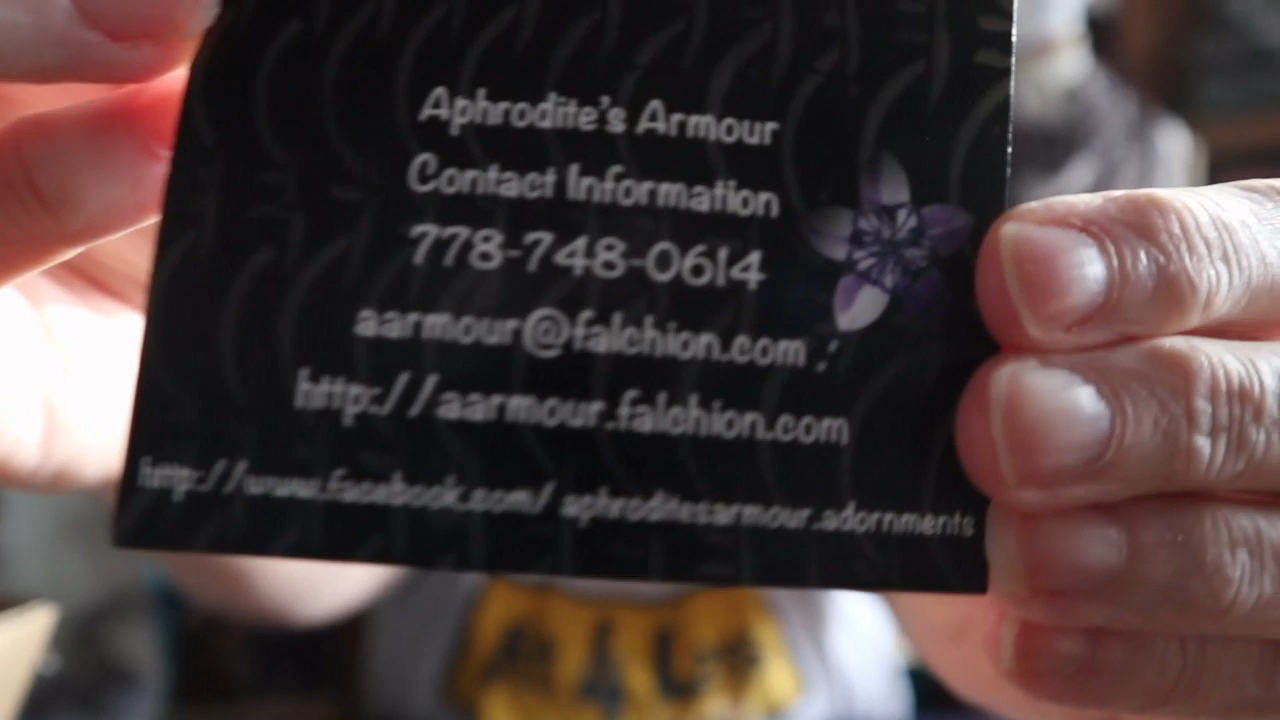 Aphrodite's Armour
Contact Information
778-748-0614
aarmour@falchion.com
http://aarmour.falchion.com
http://www.facebook.com/ aphroditesarmour.adornments